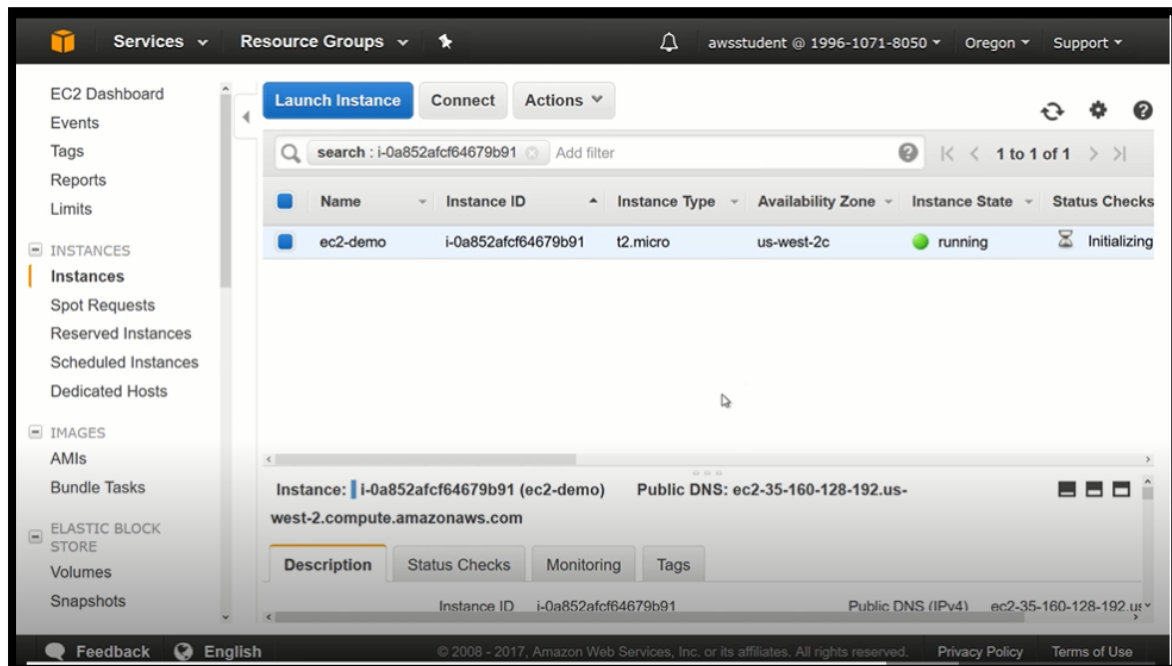 Services Resource Groups awsstudent @ 1996-1071-8050 Oregon Support
EC2 Dashboard
Events
Tags
Reports
Limits
INSTANCES
Instances
Spot Requests
Reserved Instances
Scheduled Instances
Dedicated Hosts
IMAGES
AMIs
Bundle Tasks
ELASTIC BLOCK
STORE
Volumes
Snapshots
Launch Instance Connect Actions
search : i-0a852afcf64679b91 Add filter 1 to 1 of 1
Name Instance ID Instance Type Availability Zone Instance State Status Checks
ec2-demo i-0a852afcf64679b91 t2.micro us-west-2c running Initializing
Instance: i-0a852afcf64679b91 (ec2-demo) Public DNS: ec2-35-160-128-192.us-
west-2.compute.amazonaws.com
Description Status Checks Monitoring Tags
Instance ID i-0a852afcf64679b91 Public DNS (IPv4) ec2-35-160-128-192.us
Feedback English © 2008 - 2017, Amazon Web Services, Inc. or its affiliates. All rights reserved. Privacy Policy Terms of Use